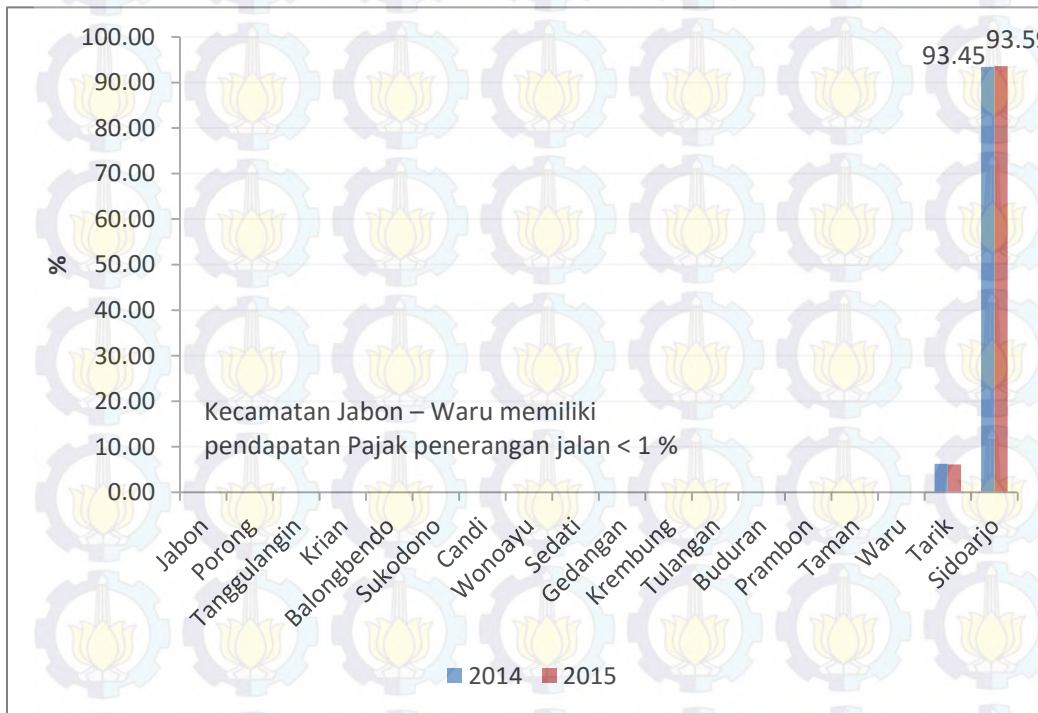 100.00
90.00
80.00
70.00
60.00
50.00
40.00
30.00
20.00
10.00
0.00
%
93.45
93.59
Kecamatan Jabon – Waru memiliki
pendapatan Pajak penerangan jalan < 1 %
Jabon
Porong
Tanggulangin
Krian
Balongbendo
Sukodono
Candi
Wonoayu
Sedati
Gedangan
Krembung
Tulangan
Buduran
Prambon
Taman
Waru
Tarik
Sidoarjo
2014
2015